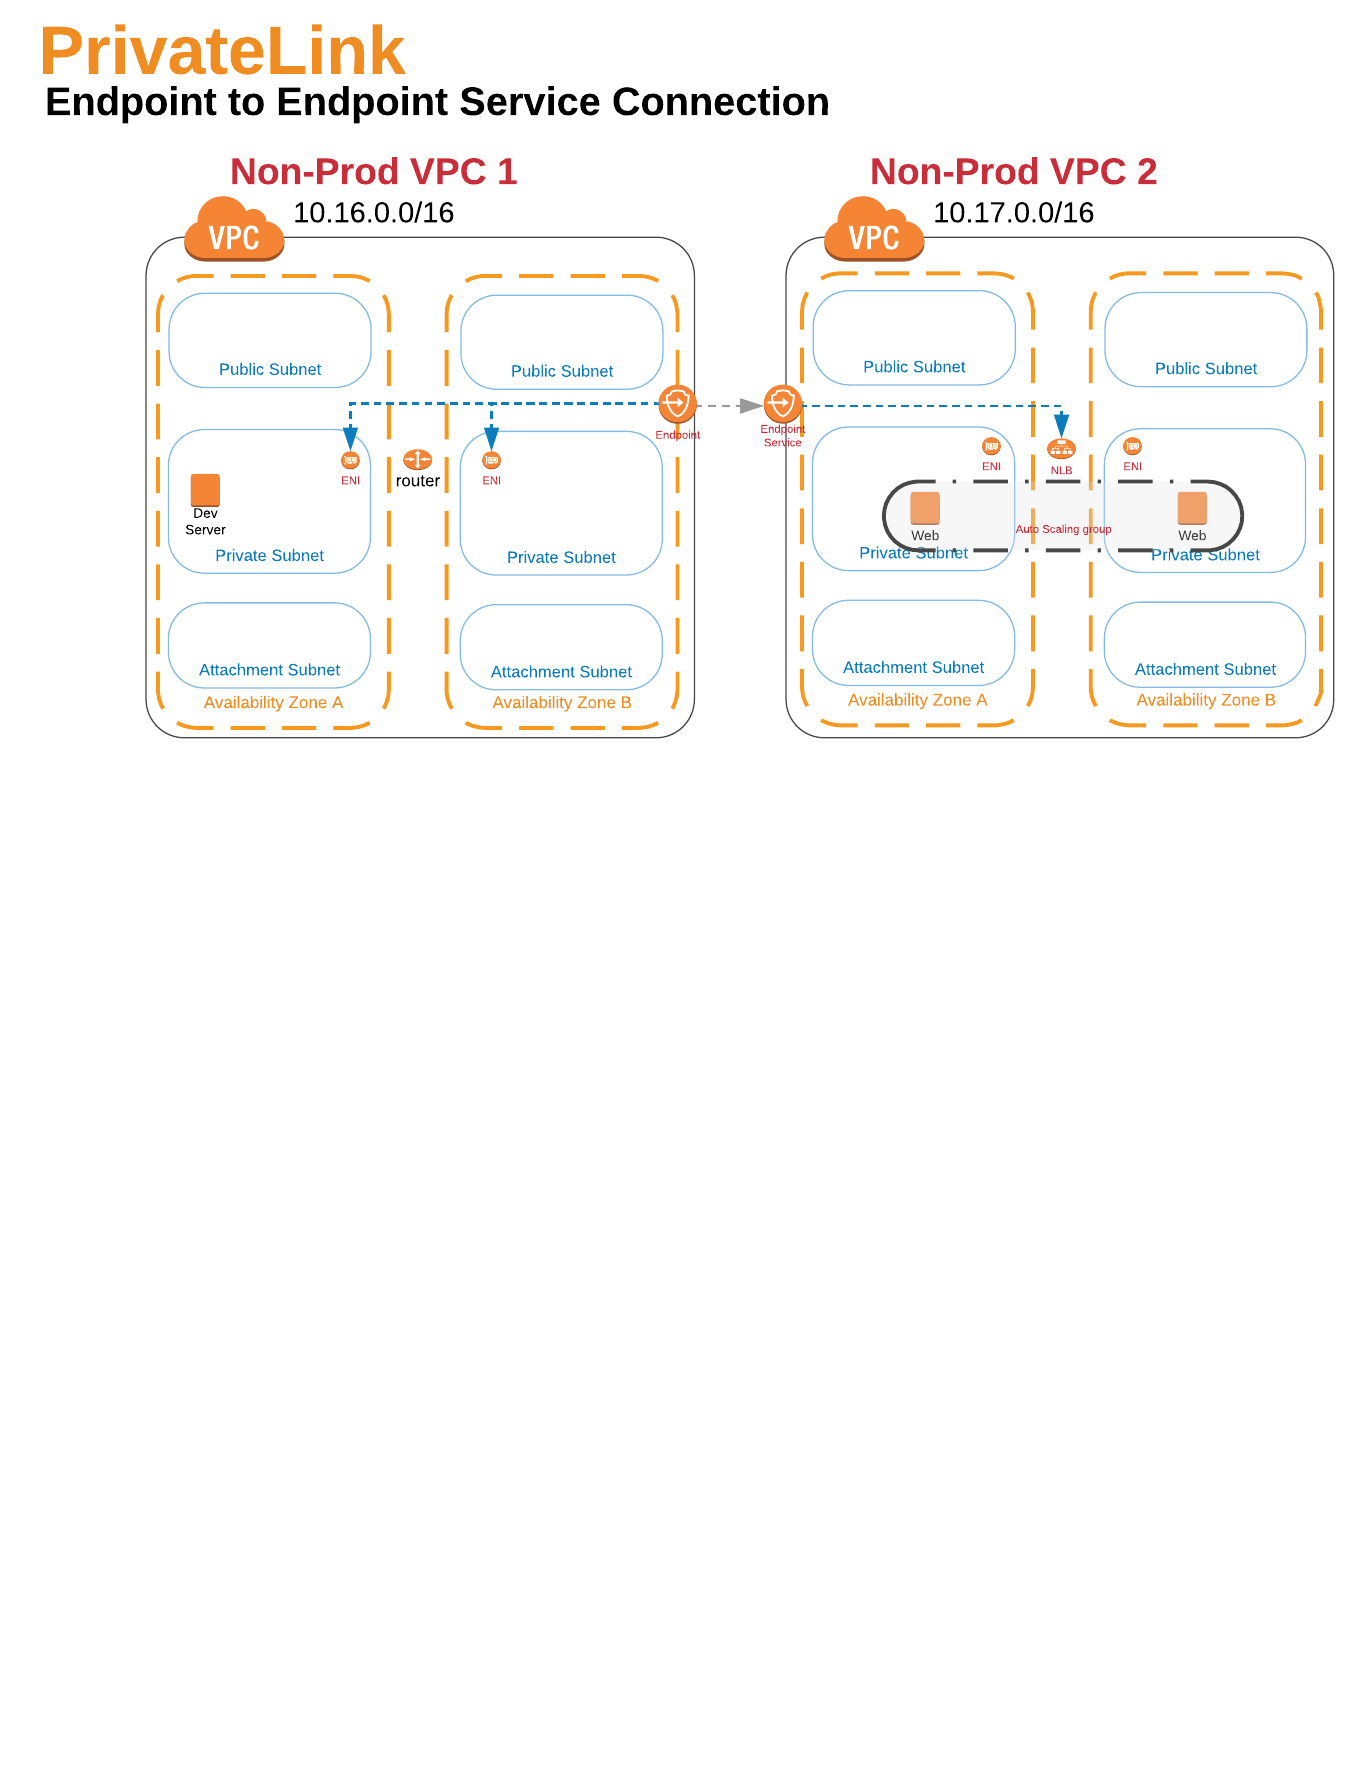 PrivateLink
Endpoint to Endpoint Service Connection
Non-Prod VPC 1
10.16.0.0/16
VPC
Public Subnet
Public Subnet
Endpoint
ENI
router
ENI
Dev
Server
Private Subnet
Private Subnet
Attachment Subnet
Attachment Subnet
Availability Zone A
Availability Zone B
Non-Prod VPC 2
10.17.0.0/16
VPC
Public Subnet
Public Subnet
Endpoint
Service
ENI
NLB
ENI
Web
Auto Scaling group
Web
Private Subnet
Private Subnet
Attachment Subnet
Attachment Subnet
Availability Zone A
Availability Zone B